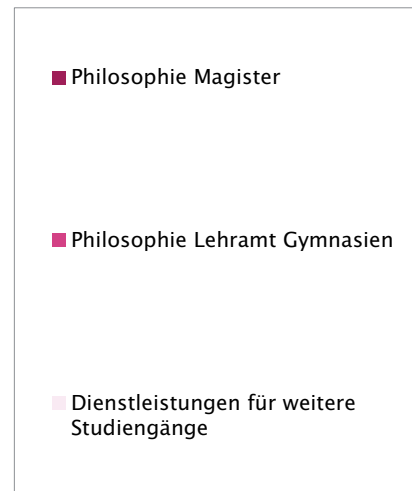 Philosophie Magister
Philosophie Lehramt Gymnasien
Dienstleistungen für weitere
Studiengänge